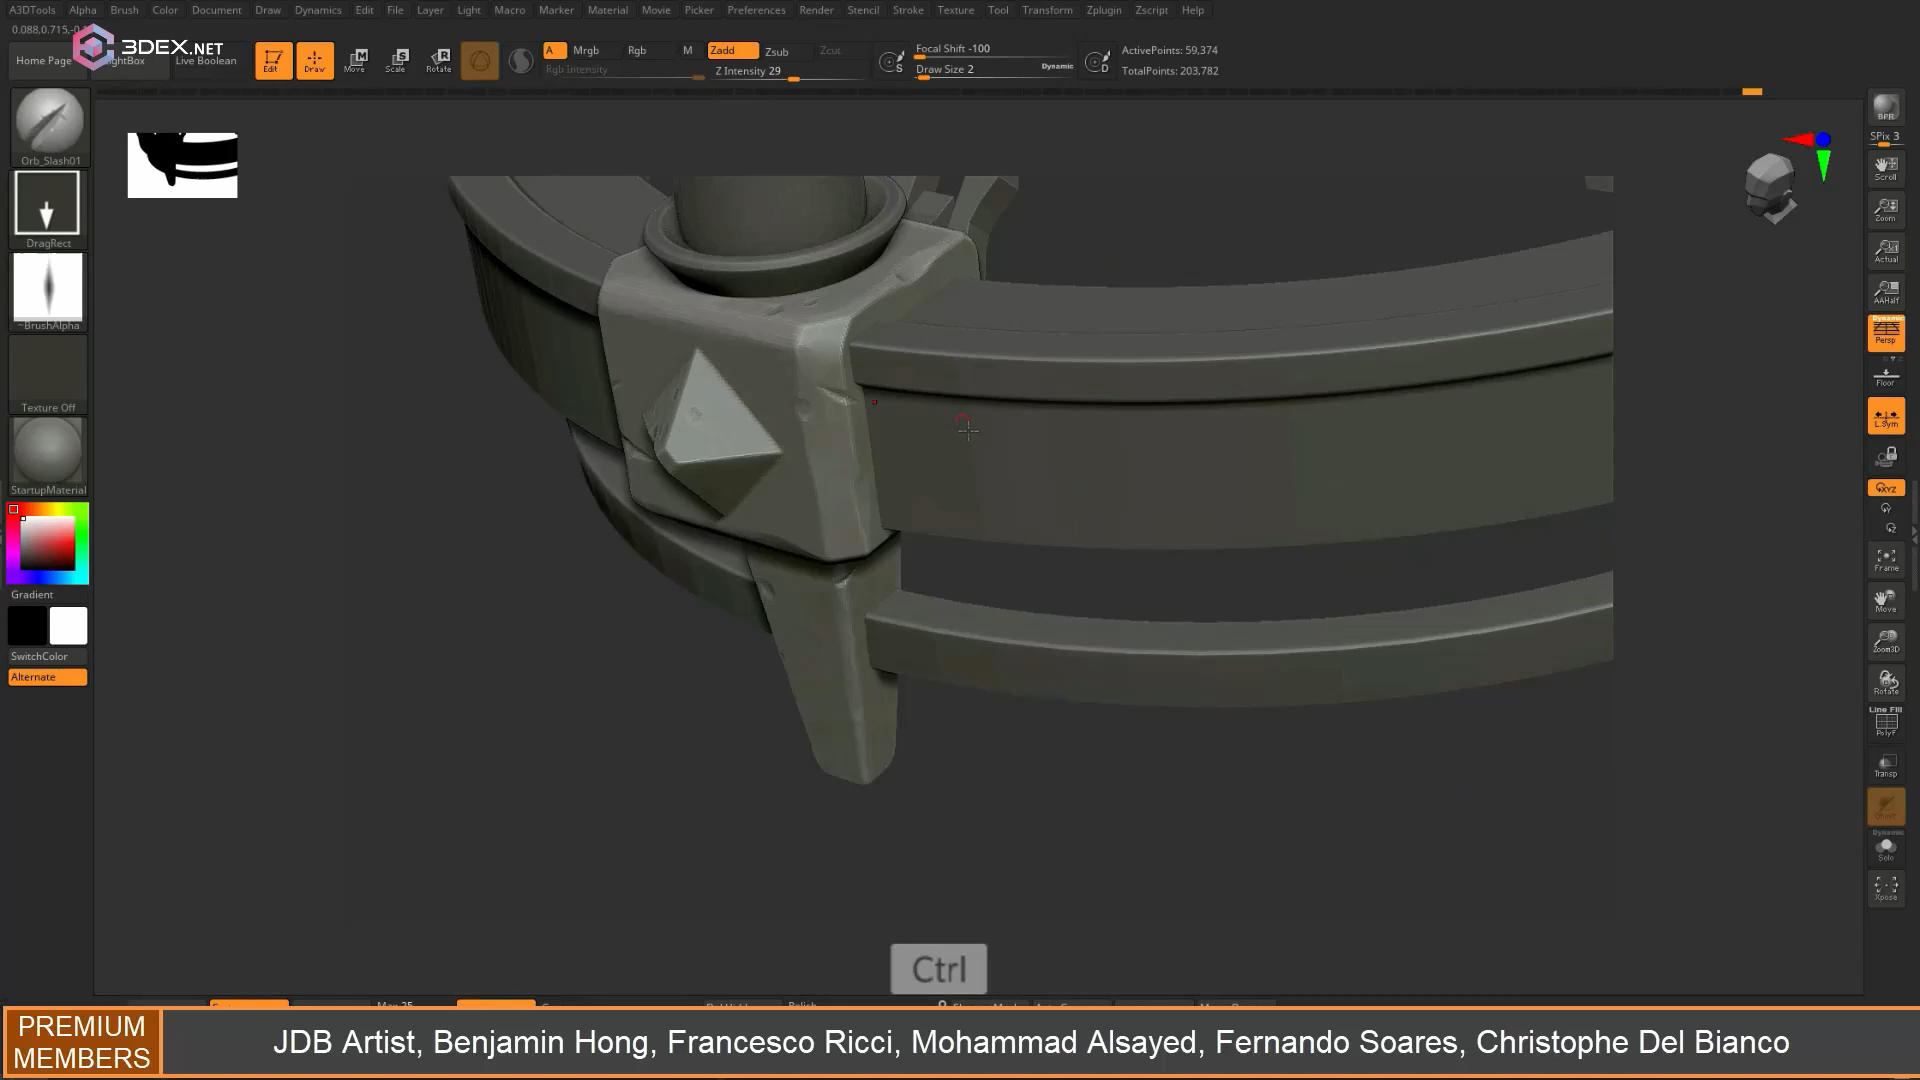 A3DTools Alpha Brush Color Document Draw Dynamics Edit File Layer Light Macro Marker Material Movie Picker Preferences Render Stencil Stroke Texture Tool Transform Zplugin Zscript Help
3DEX.NET
Home Page
Live Boolean
Edit
Draw
Move
Scale
Rotate
A
Mrgb
Rgb
M
Zadd
Zsub
Zcut
Rgb Intensity
Z Intensity 29
Focal Shift -100
Draw Size 2
Dynamic
ActivePoints: 59,374
TotalPoints: 203,782
Orb_Slash01
DragRect
~BrushAlpha
Texture Off
StartupMaterial
Gradient
SwitchColor
Alternate
BPR
SPix 3
Scroll
Zoom
Actual
AAHalf
Dynamic
Persp
Floor
L.Sym
XYZ
Frame
Move
Zoom3D
Rotate
Line Fill
PolyF
Transp
Ghost
Dynamic
Solo
Xpose
Ctrl
PREMIUM
MEMBERS
JDB Artist, Benjamin Hong, Francesco Ricci, Mohammad Alsayed, Fernando Soares, Christophe Del Bianco